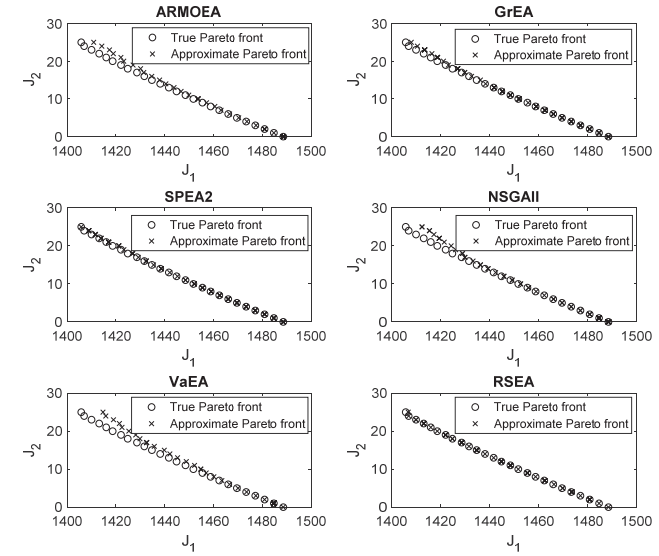 ARMOEA
30
20
10
0
J2
True Pareto front
Approximate Pareto front
1400 1420 1440 1460 1480 1500
J1
GrEA
30
20
10
0
J2
True Pareto front
Approximate Pareto front
1400 1420 1440 1460 1480 1500
J1
SPEA2
30
20
10
0
J2
True Pareto front
Approximate Pareto front
1400 1420 1440 1460 1480 1500
J1
NSGAII
30
20
10
0
J2
True Pareto front
Approximate Pareto front
1400 1420 1440 1460 1480 1500
J1
VaEA
30
20
10
0
J2
True Pareto front
Approximate Pareto front
1400 1420 1440 1460 1480 1500
J1
RSEA
30
20
10
0
J2
True Pareto front
Approximate Pareto front
1400 1420 1440 1460 1480 1500
J1